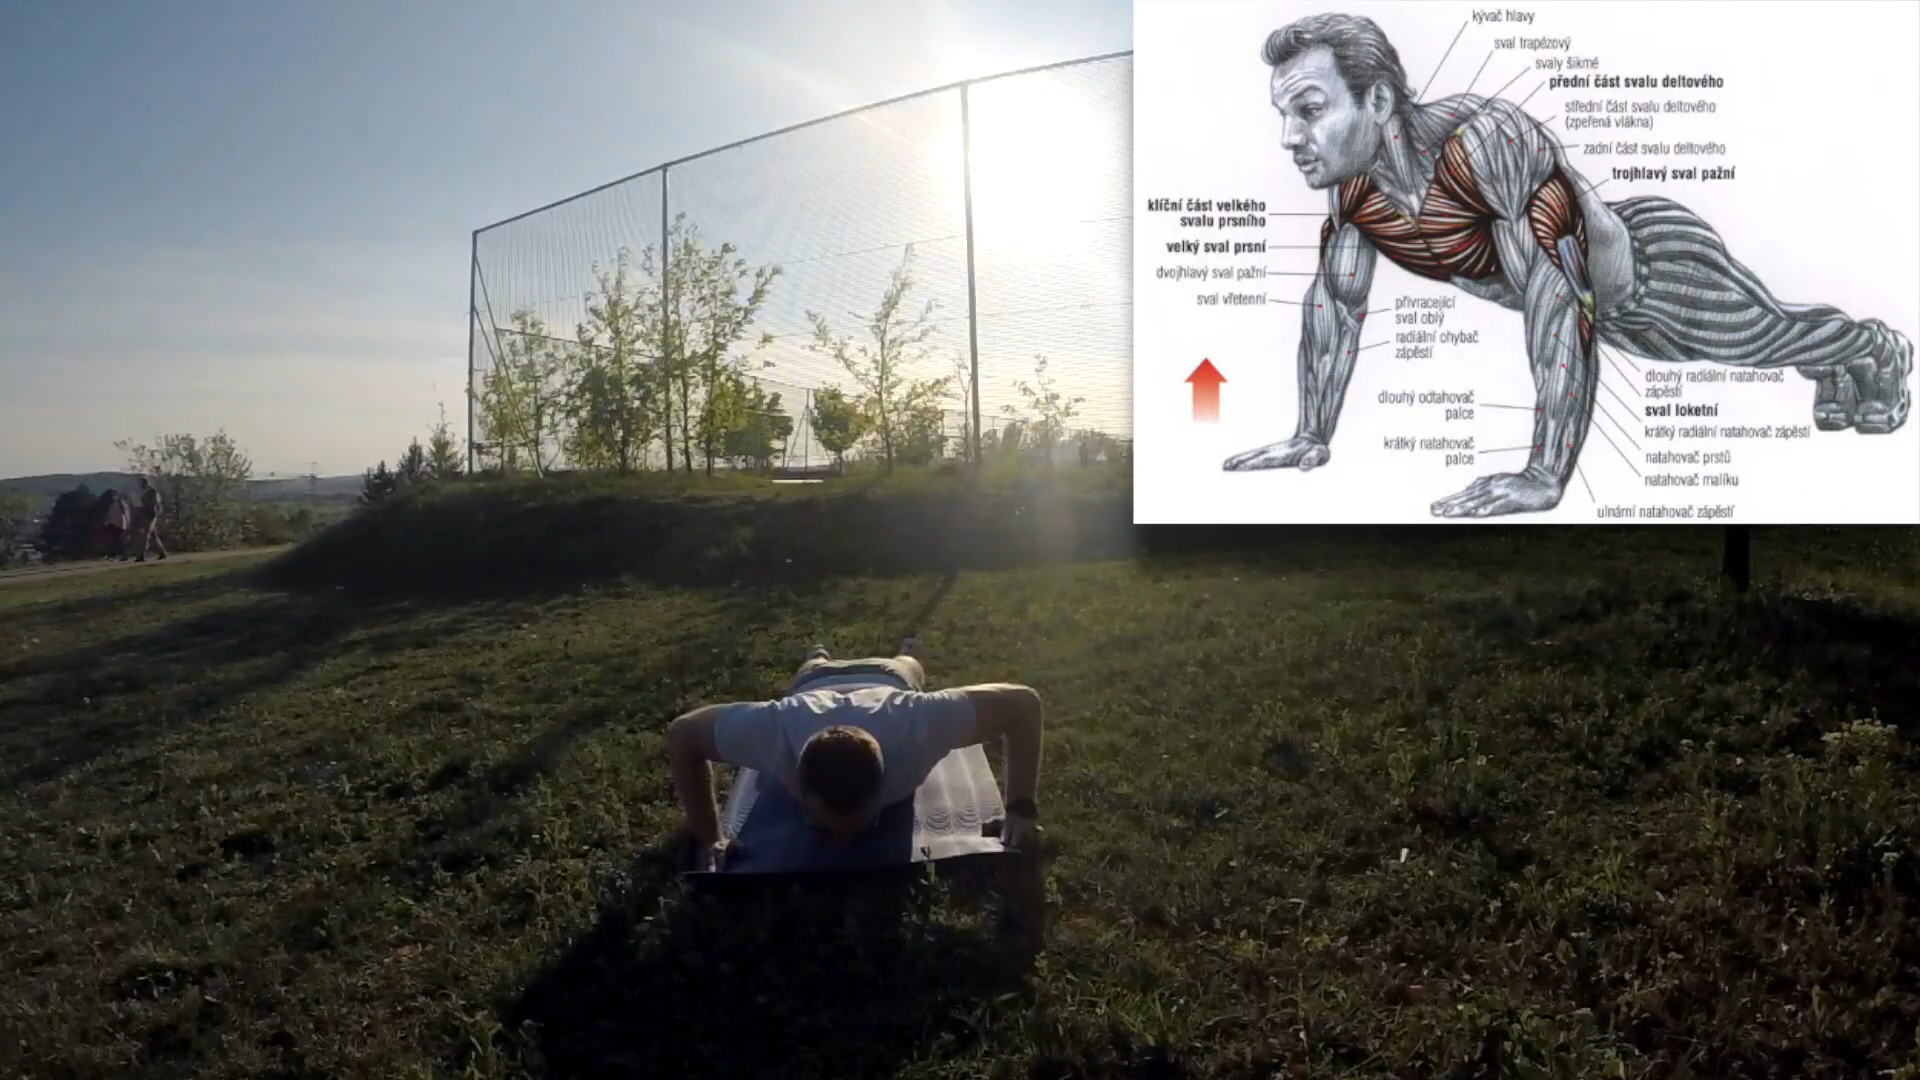 kývač hlavy
sval trapézový
svaly šikmé
přední část svalu deltového
střední část svalu deltového
(zpeřená vlákna)
zadní část svalu deltového
trojhlavý sval pažní
klíční část velkého
svalu prsního
velký sval prsní
dvojhlavý sval pažní
sval vřetenní
přivracející
sval oblý
radiální ohybač
zápěstí
dlouhý odtahovač
palce
krátký natahovač
palce
dlouhý radiální natahovač
zápěstí
sval loketní
krátký radiální natahovač zápěstí
natahovač prstů
natahovač malíku
ulnární natahovač zápěstí